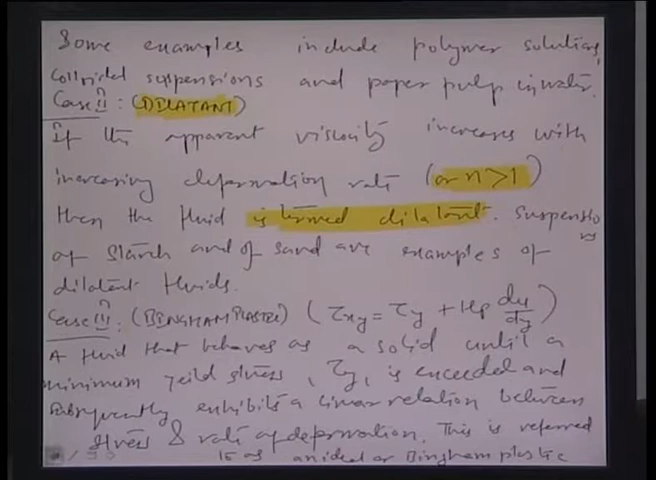 Some examples include polymer solutions,
colloidal suspensions and paper pulp in water.
Case II: (DILATANT)
If the apparent viscosity increases with
increasing deformation rate (or n>1)
then the fluid is termed dilatant. Suspensions
of starch and of sand are examples of
dilatent fluids.
Case III: (BINGHAM PLASTIC) (τxy = τy + μp du/dy)
A fluid that behaves as a solid until a
minimum yeild stress, τy, is exceeded and
subsequently exhibits a linear relation between
stress & rate of deformation. This is referred
to as an ideal or Bingham plastic